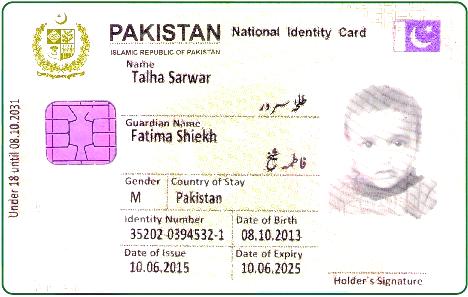 PAKISTAN National Identity Card
ISLAMIC REPUBLIC OF PAKISTAN
Name
Talha Sarwar
طلحہ سرور
Guardian Name
Fatima Shiekh
فاطمہ شیخ
Gender Country of Stay
M Pakistan
Identity Number Date of Birth
35202 0394532-1 08.10.2013
Date of Issue Date of Expiry
10.06.2015 10.06.2025
Holder's Signature
Under 18 until 08.10.2031